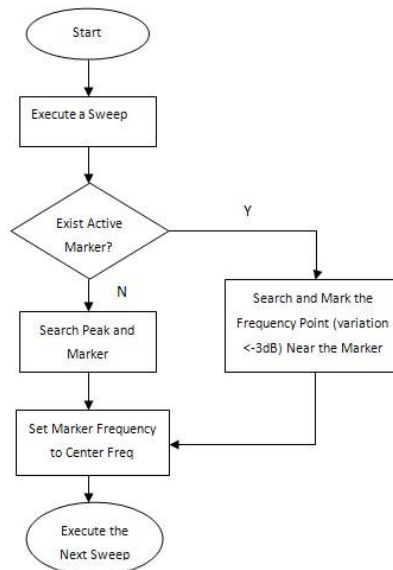 Start
Execute a Sweep
Exist Active
Marker?
Y
N
Search and Mark the
Frequency Point (variation
<-3dB) Near the Marker
Search Peak and
Marker
Set Marker Frequency
to Center Freq
Execute the
Next Sweep